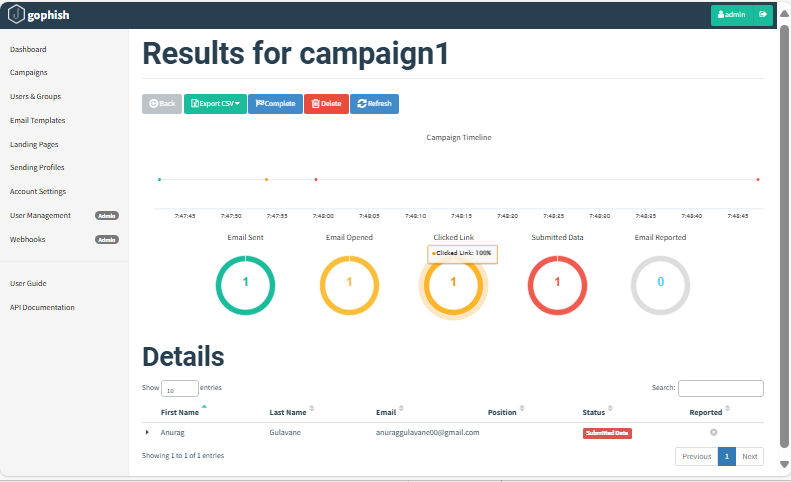 gophish
admin
Dashboard
Campaigns
Users & Groups
Email Templates
Landing Pages
Sending Profiles
Account Settings
User Management Admin
Webhooks Admin
User Guide
API Documentation
Results for campaign1
Back Export CSV Complete Delete Refresh
Campaign Timeline
7:47:45 7:47:50 7:47:55 7:48:00 7:48:05 7:48:10 7:48:15 7:48:20 7:48:25 7:48:30 7:48:35 7:48:40 7:48:45
Email Sent Email Opened Clicked Link Submitted Data Email Reported
Clicked Link: 100%
1 1 1 1 0
Details
Show 10 entries Search:
First Name Last Name Email Position Status Reported
Anurag Gulavane anuraggulavane00@gmail.com Submitted Data
Showing 1 to 1 of 1 entries Previous 1 Next